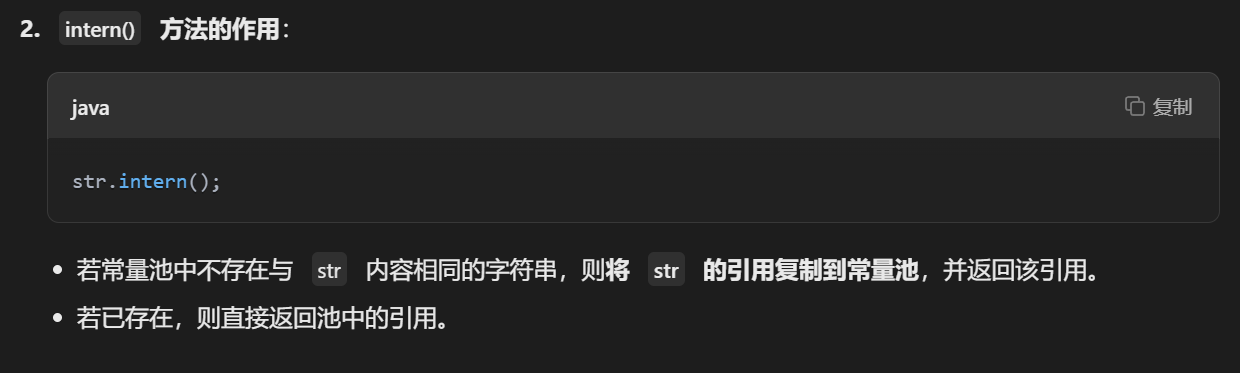 2. intern() 方法的作用：
java 复制
str.intern();
若常量池中不存在与 str 内容相同的字符串，则将 str 的引用复制到常量池，并返回该引用。
若已存在，则直接返回池中的引用。